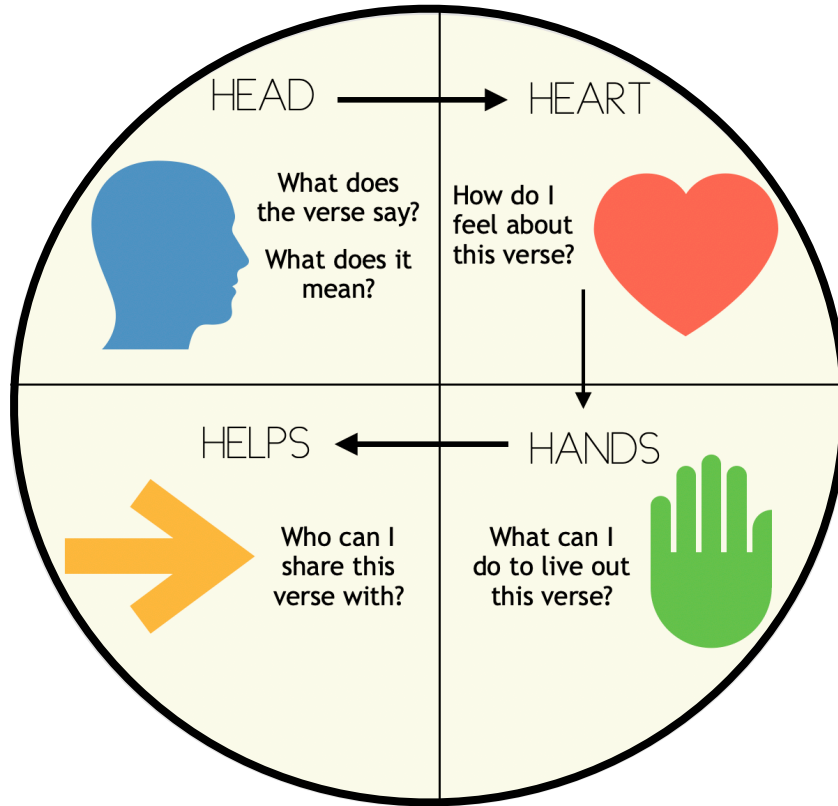 HEAD
What does
the verse say?
What does it
mean?
HEART
How do I
feel about
this verse?
HANDS
What can I
do to live out
this verse?
HELPS
Who can I
share this
verse with?